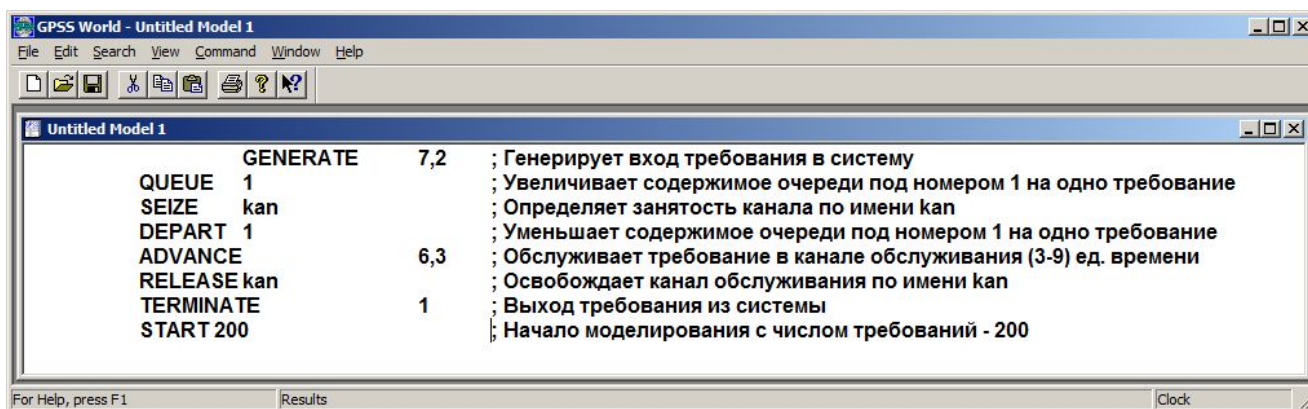 GPSS World - Untitled Model 1
File Edit Search View Command Window Help
Untitled Model 1
GENERATE 7,2 ; Генерирует вход требования в систему
QUEUE 1 ; Увеличивает содержимое очереди под номером 1 на одно требование
SEIZE kan ; Определяет занятость канала по имени kan
DEPART 1 ; Уменьшает содержимое очереди под номером 1 на одно требование
ADVANCE 6,3 ; Обслуживает требование в канале обслуживания (3-9) ед. времени
RELEASE kan ; Освобождает канал обслуживания по имени kan
TERMINATE 1 ; Выход требования из системы
START 200 ; Начало моделирования с числом требований - 200
For Help, press F1 Results Clock